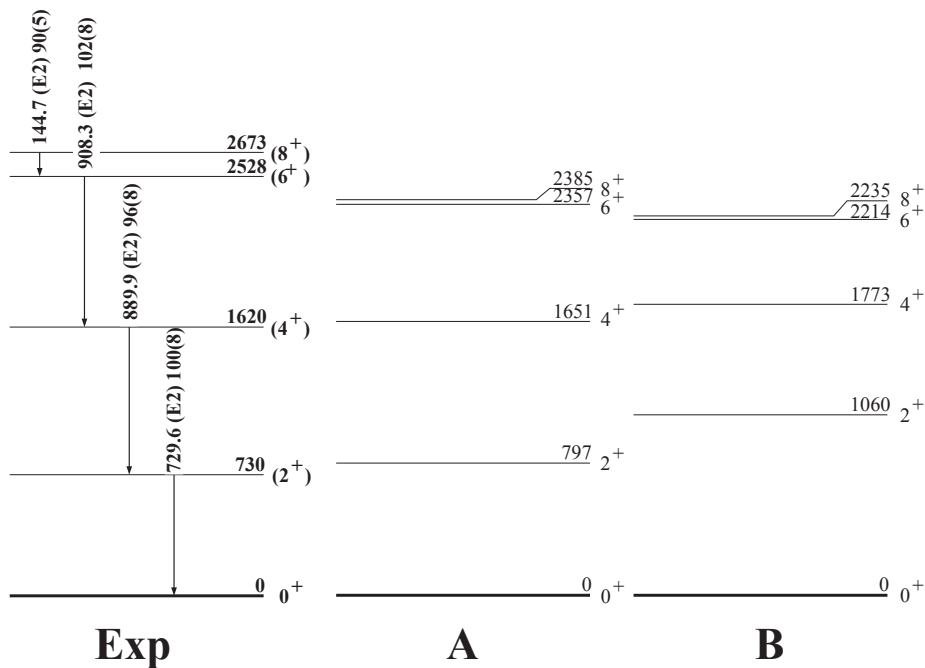 144.7 (E2) 90(5)
908.3 (E2) 102(8)
889.9 (E2) 96(8)
729.6 (E2) 100(8)
2673 (8+)
2528 (6+)
1620 (4+)
730 (2+)
0 0+
Exp
2385 8+
2357 6+
1651 4+
797 2+
0 0+
A
2235 8+
2214 6+
1773 4+
1060 2+
0 0+
B